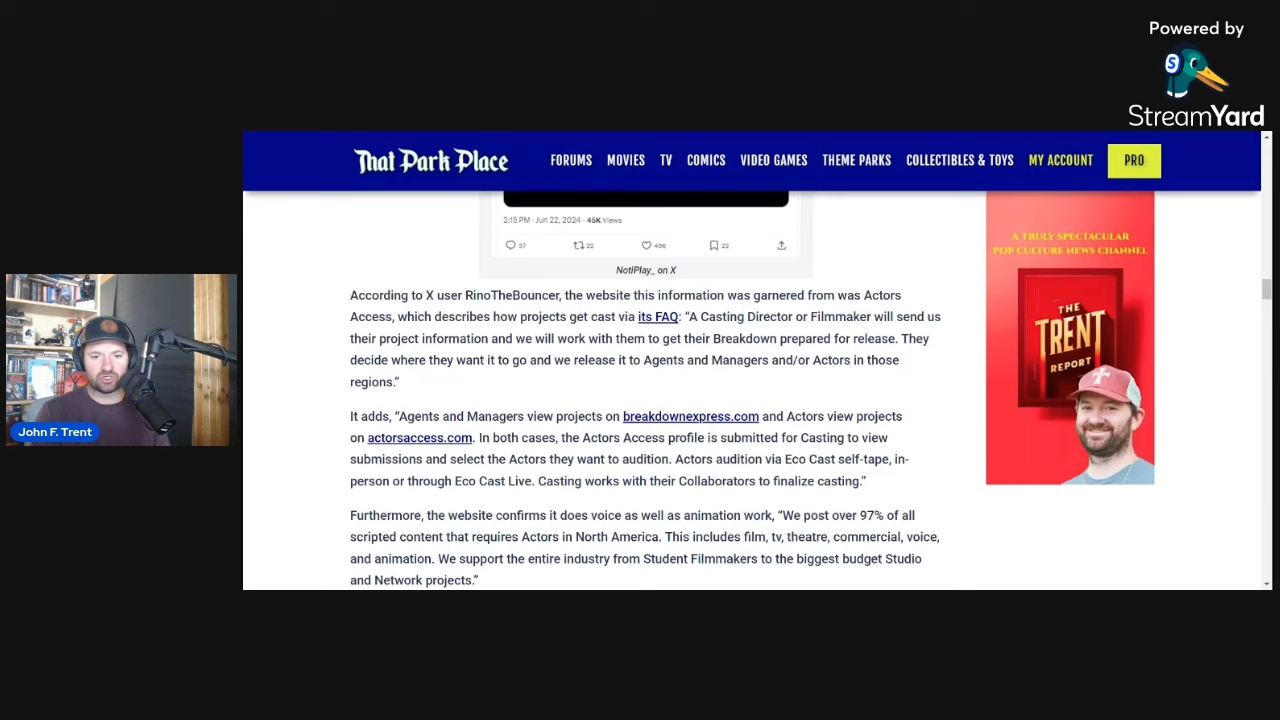 Powered by
StreamYard
That Park Place
FORUMS MOVIES TV COMICS VIDEO GAMES THEME PARKS COLLECTIBLES & TOYS MY ACCOUNT PRO
2:15 PM · Jun 22, 2024 · 45K Views
57 22 496 22
NotiPlay_ on X
According to X user RinoTheBouncer, the website this information was garnered from was Actors
Access, which describes how projects get cast via its FAQ: “A Casting Director or Filmmaker will send us
their project information and we will work with them to get their Breakdown prepared for release. They
decide where they want it to go and we release it to Agents and Managers and/or Actors in those
regions.”
It adds, “Agents and Managers view projects on breakdownexpress.com and Actors view projects
on actorsaccess.com. In both cases, the Actors Access profile is submitted for Casting to view
submissions and select the Actors they want to audition. Actors audition via Eco Cast self-tape, in-
person or through Eco Cast Live. Casting works with their Collaborators to finalize casting.”
Furthermore, the website confirms it does voice as well as animation work, “We post over 97% of all
scripted content that requires Actors in North America. This includes film, tv, theatre, commercial, voice,
and animation. We support the entire industry from Student Filmmakers to the biggest budget Studio
and Network projects.”
A TRULY SPECTACULAR
POP CULTURE NEWS CHANNEL
THE
TRENT
REPORT
John F. Trent